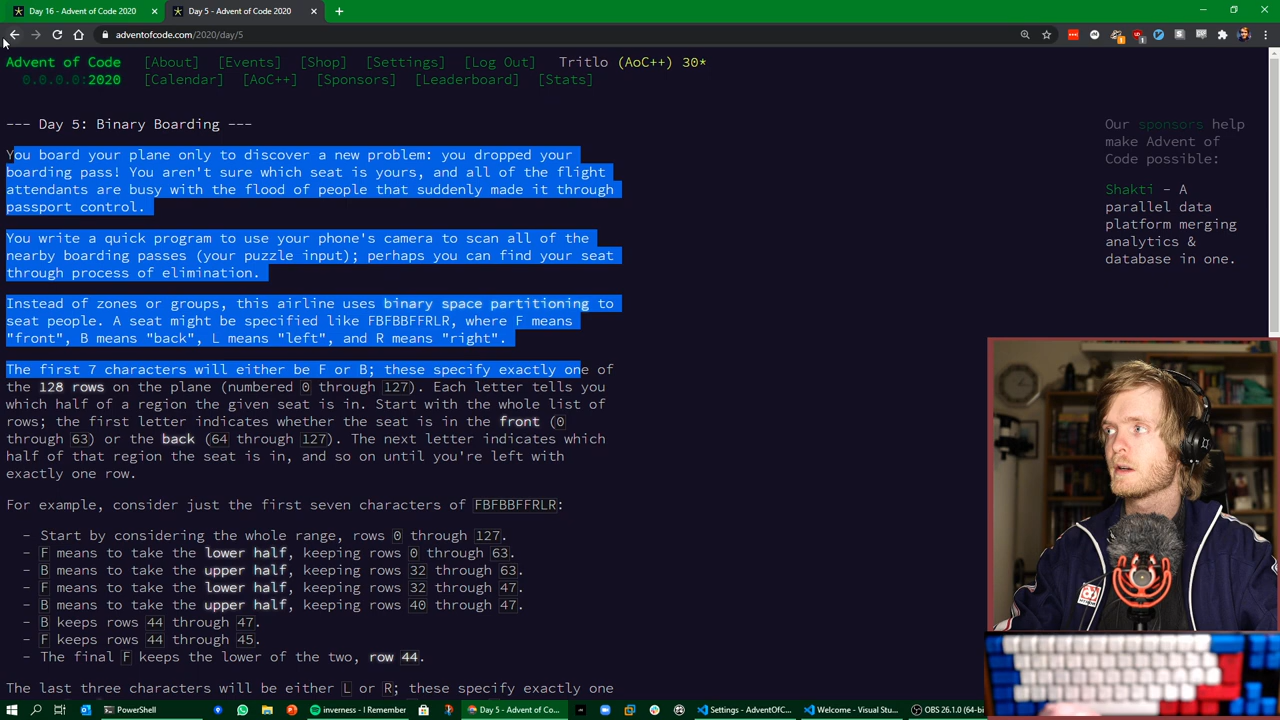 Day 16 - Advent of Code 2020
Day 5 - Advent of Code 2020
adventofcode.com/2020/day/5
Advent of Code [About] [Events] [Shop] [Settings] [Log Out] Tritlo (AoC++) 30*
0.0.0.0:2020 [Calendar] [AoC++] [Sponsors] [Leaderboard] [Stats]
--- Day 5: Binary Boarding ---
You board your plane only to discover a new problem: you dropped your
boarding pass! You aren't sure which seat is yours, and all of the flight
attendants are busy with the flood of people that suddenly made it through
passport control.
You write a quick program to use your phone's camera to scan all of the
nearby boarding passes (your puzzle input); perhaps you can find your seat
through process of elimination.
Instead of zones or groups, this airline uses binary space partitioning to
seat people. A seat might be specified like FBFBBFFRLR, where F means
"front", B means "back", L means "left", and R means "right".
The first 7 characters will either be F or B; these specify exactly one of
the 128 rows on the plane (numbered 0 through 127). Each letter tells you
which half of a region the given seat is in. Start with the whole list of
rows; the first letter indicates whether the seat is in the front (0
through 63) or the back (64 through 127). The next letter indicates which
half of that region the seat is in, and so on until you're left with
exactly one row.
For example, consider just the first seven characters of FBFBBFFRLR:
- Start by considering the whole range, rows 0 through 127.
- F means to take the lower half, keeping rows 0 through 63.
- B means to take the upper half, keeping rows 32 through 63.
- F means to take the lower half, keeping rows 32 through 47.
- B means to take the upper half, keeping rows 40 through 47.
- B keeps rows 44 through 47.
- F keeps rows 44 through 45.
- The final F keeps the lower of the two, row 44.
The last three characters will be either L or R; these specify exactly one
Our sponsors help
make Advent of
Code possible:
Shakti - A
parallel data
platform merging
analytics &
database in one.
PowerShell
inverness - I Remember
Day 5 - Advent of Co...
Settings - AdventOfC...
Welcome - Visual Stu...
OBS 26.1.0 (64-bi